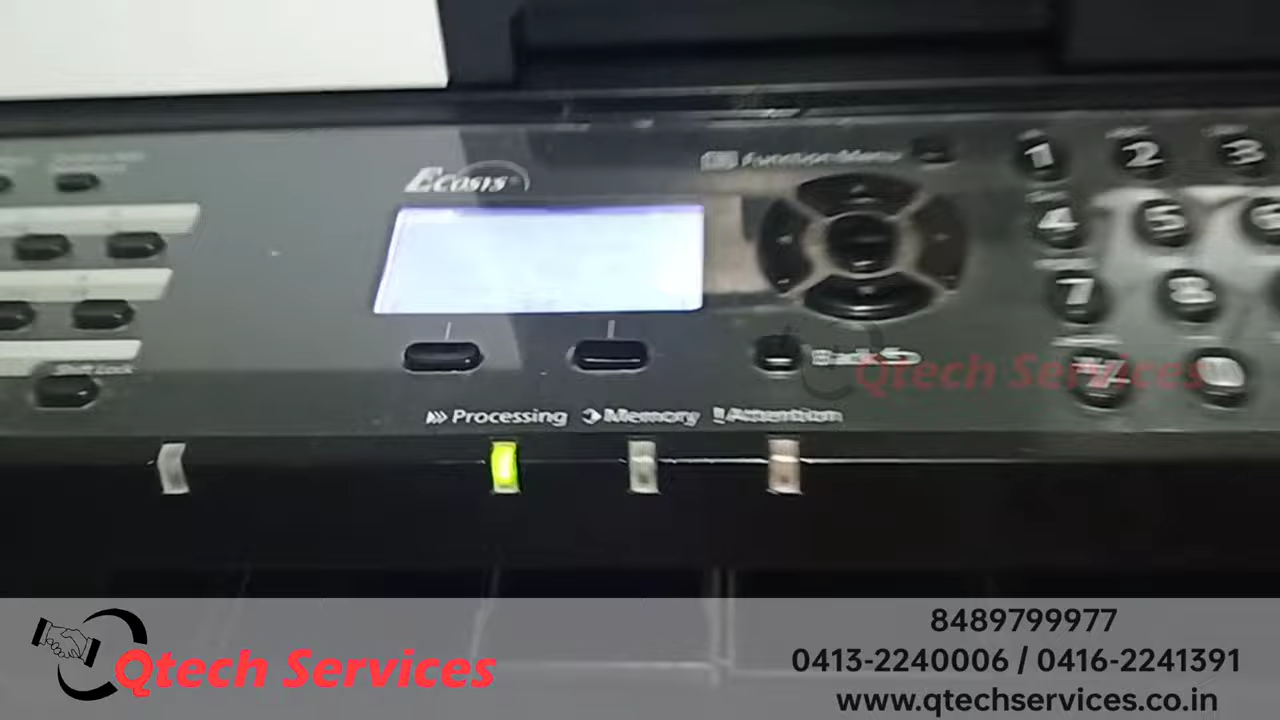 Ecosys
Function Menu
1 2 3
4 5
7 8
Back
Qtech Services
Processing Memory Attention
Qtech Services
8489799977
0413-2240006 / 0416-2241391
www.qtechservices.co.in